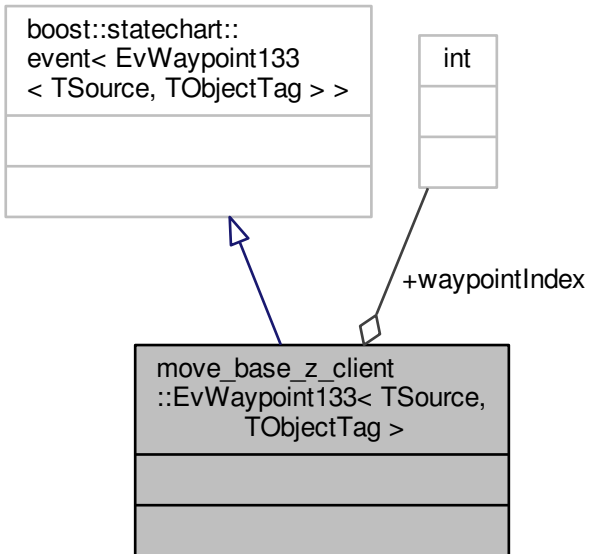 boost::statechart::
event< EvWaypoint133
< TSource, TObjectTag > >
int
+waypointIndex
move_base_z_client
::EvWaypoint133< TSource,
TObjectTag >